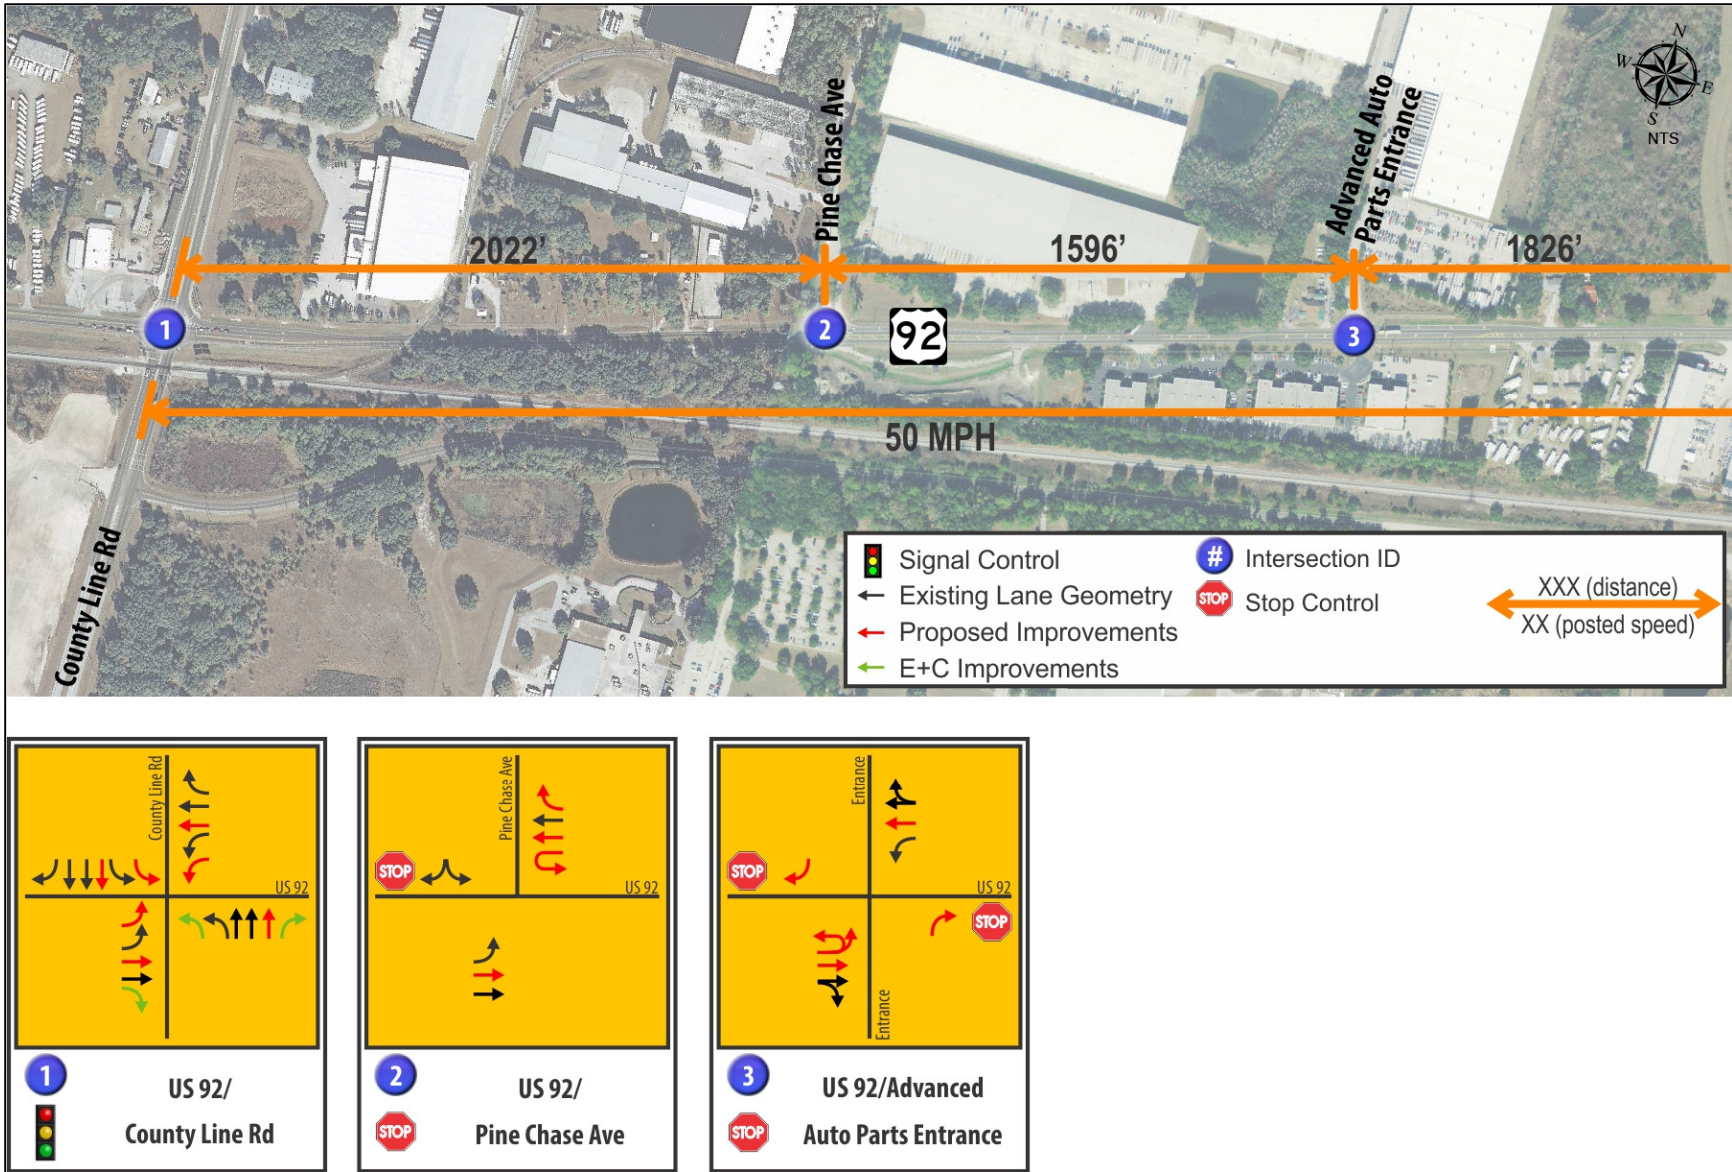 N
W
E
S
NTS
Pine Chase Ave
Advanced Auto
Parts Entrance
2022’
1596’
1826’
1
2
92
3
50 MPH
County Line Rd
Signal Control
# Intersection ID
Existing Lane Geometry
STOP Stop Control
Proposed Improvements
E+C Improvements
XXX (distance)
XX (posted speed)
County Line Rd
US 92
1
US 92/
County Line Rd
Pine Chase Ave
STOP
US 92
2
US 92/
STOP
Pine Chase Ave
Entrance
STOP
US 92
STOP
Entrance
3
US 92/Advanced
STOP
Auto Parts Entrance